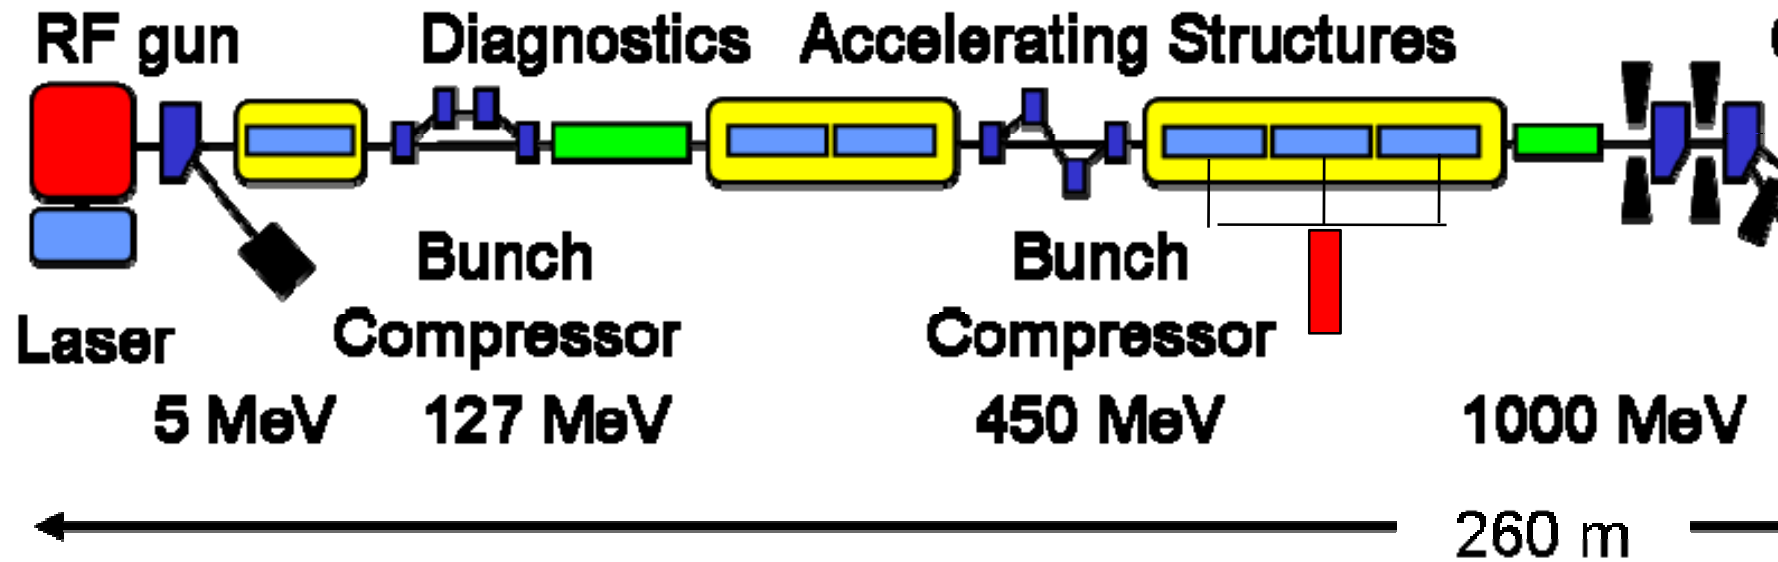 RF gun
Diagnostics
Accelerating Structures
Laser
Bunch
Compressor
Bunch
Compressor
5 MeV
127 MeV
450 MeV
1000 MeV
260 m